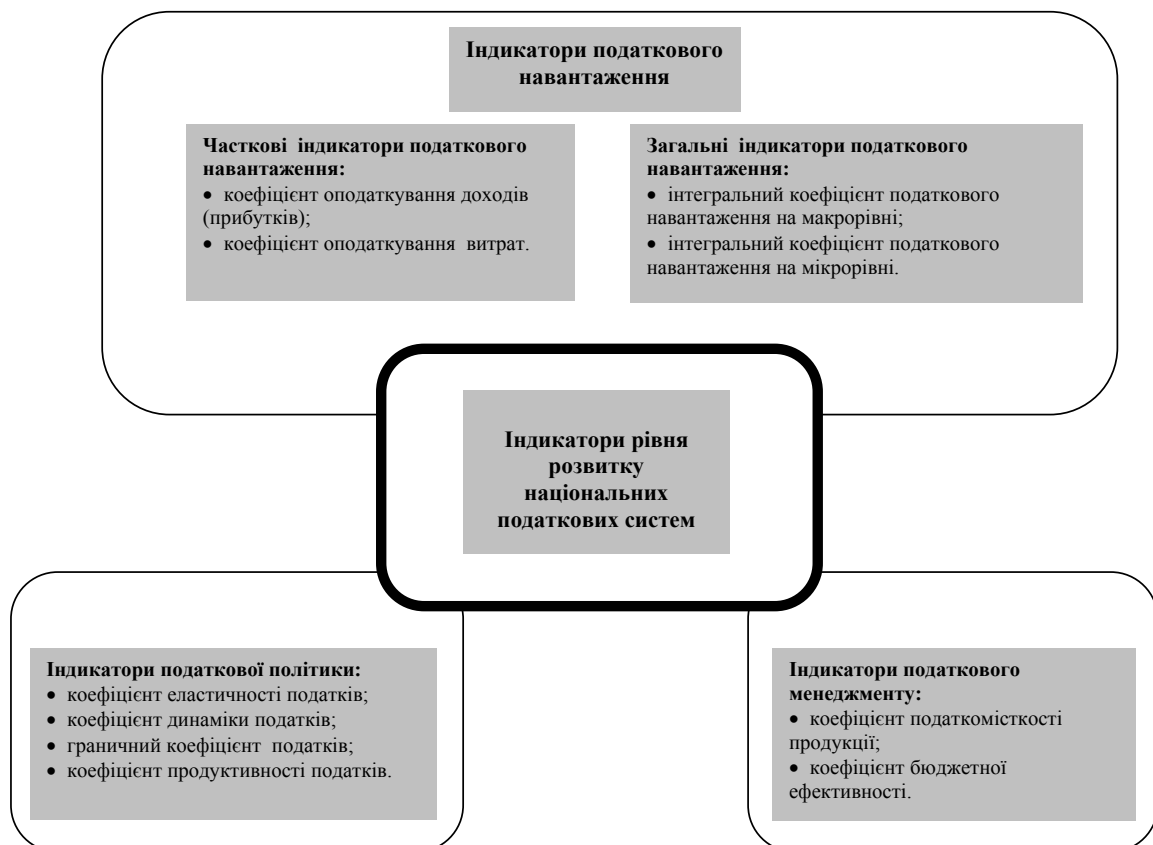 Індикатори податкового
навантаження
Часткові індикатори податкового
навантаження:
• коефіцієнт оподаткування доходів
(прибутків);
• коефіцієнт оподаткування витрат.
Загальні індикатори податкового
навантаження:
• інтегральний коефіцієнт податкового
навантаження на макрорівні;
• інтегральний коефіцієнт податкового
навантаження на мікрорівні.
Індикатори рівня
розвитку
національних
податкових систем
Індикатори податкової політики:
• коефіцієнт еластичності податків;
• коефіцієнт динаміки податків;
• граничний коефіцієнт податків;
• коефіцієнт продуктивності податків.
Індикатори податкового
менеджменту:
• коефіцієнт податкомісткості
продукції;
• коефіцієнт бюджетної
ефективності.